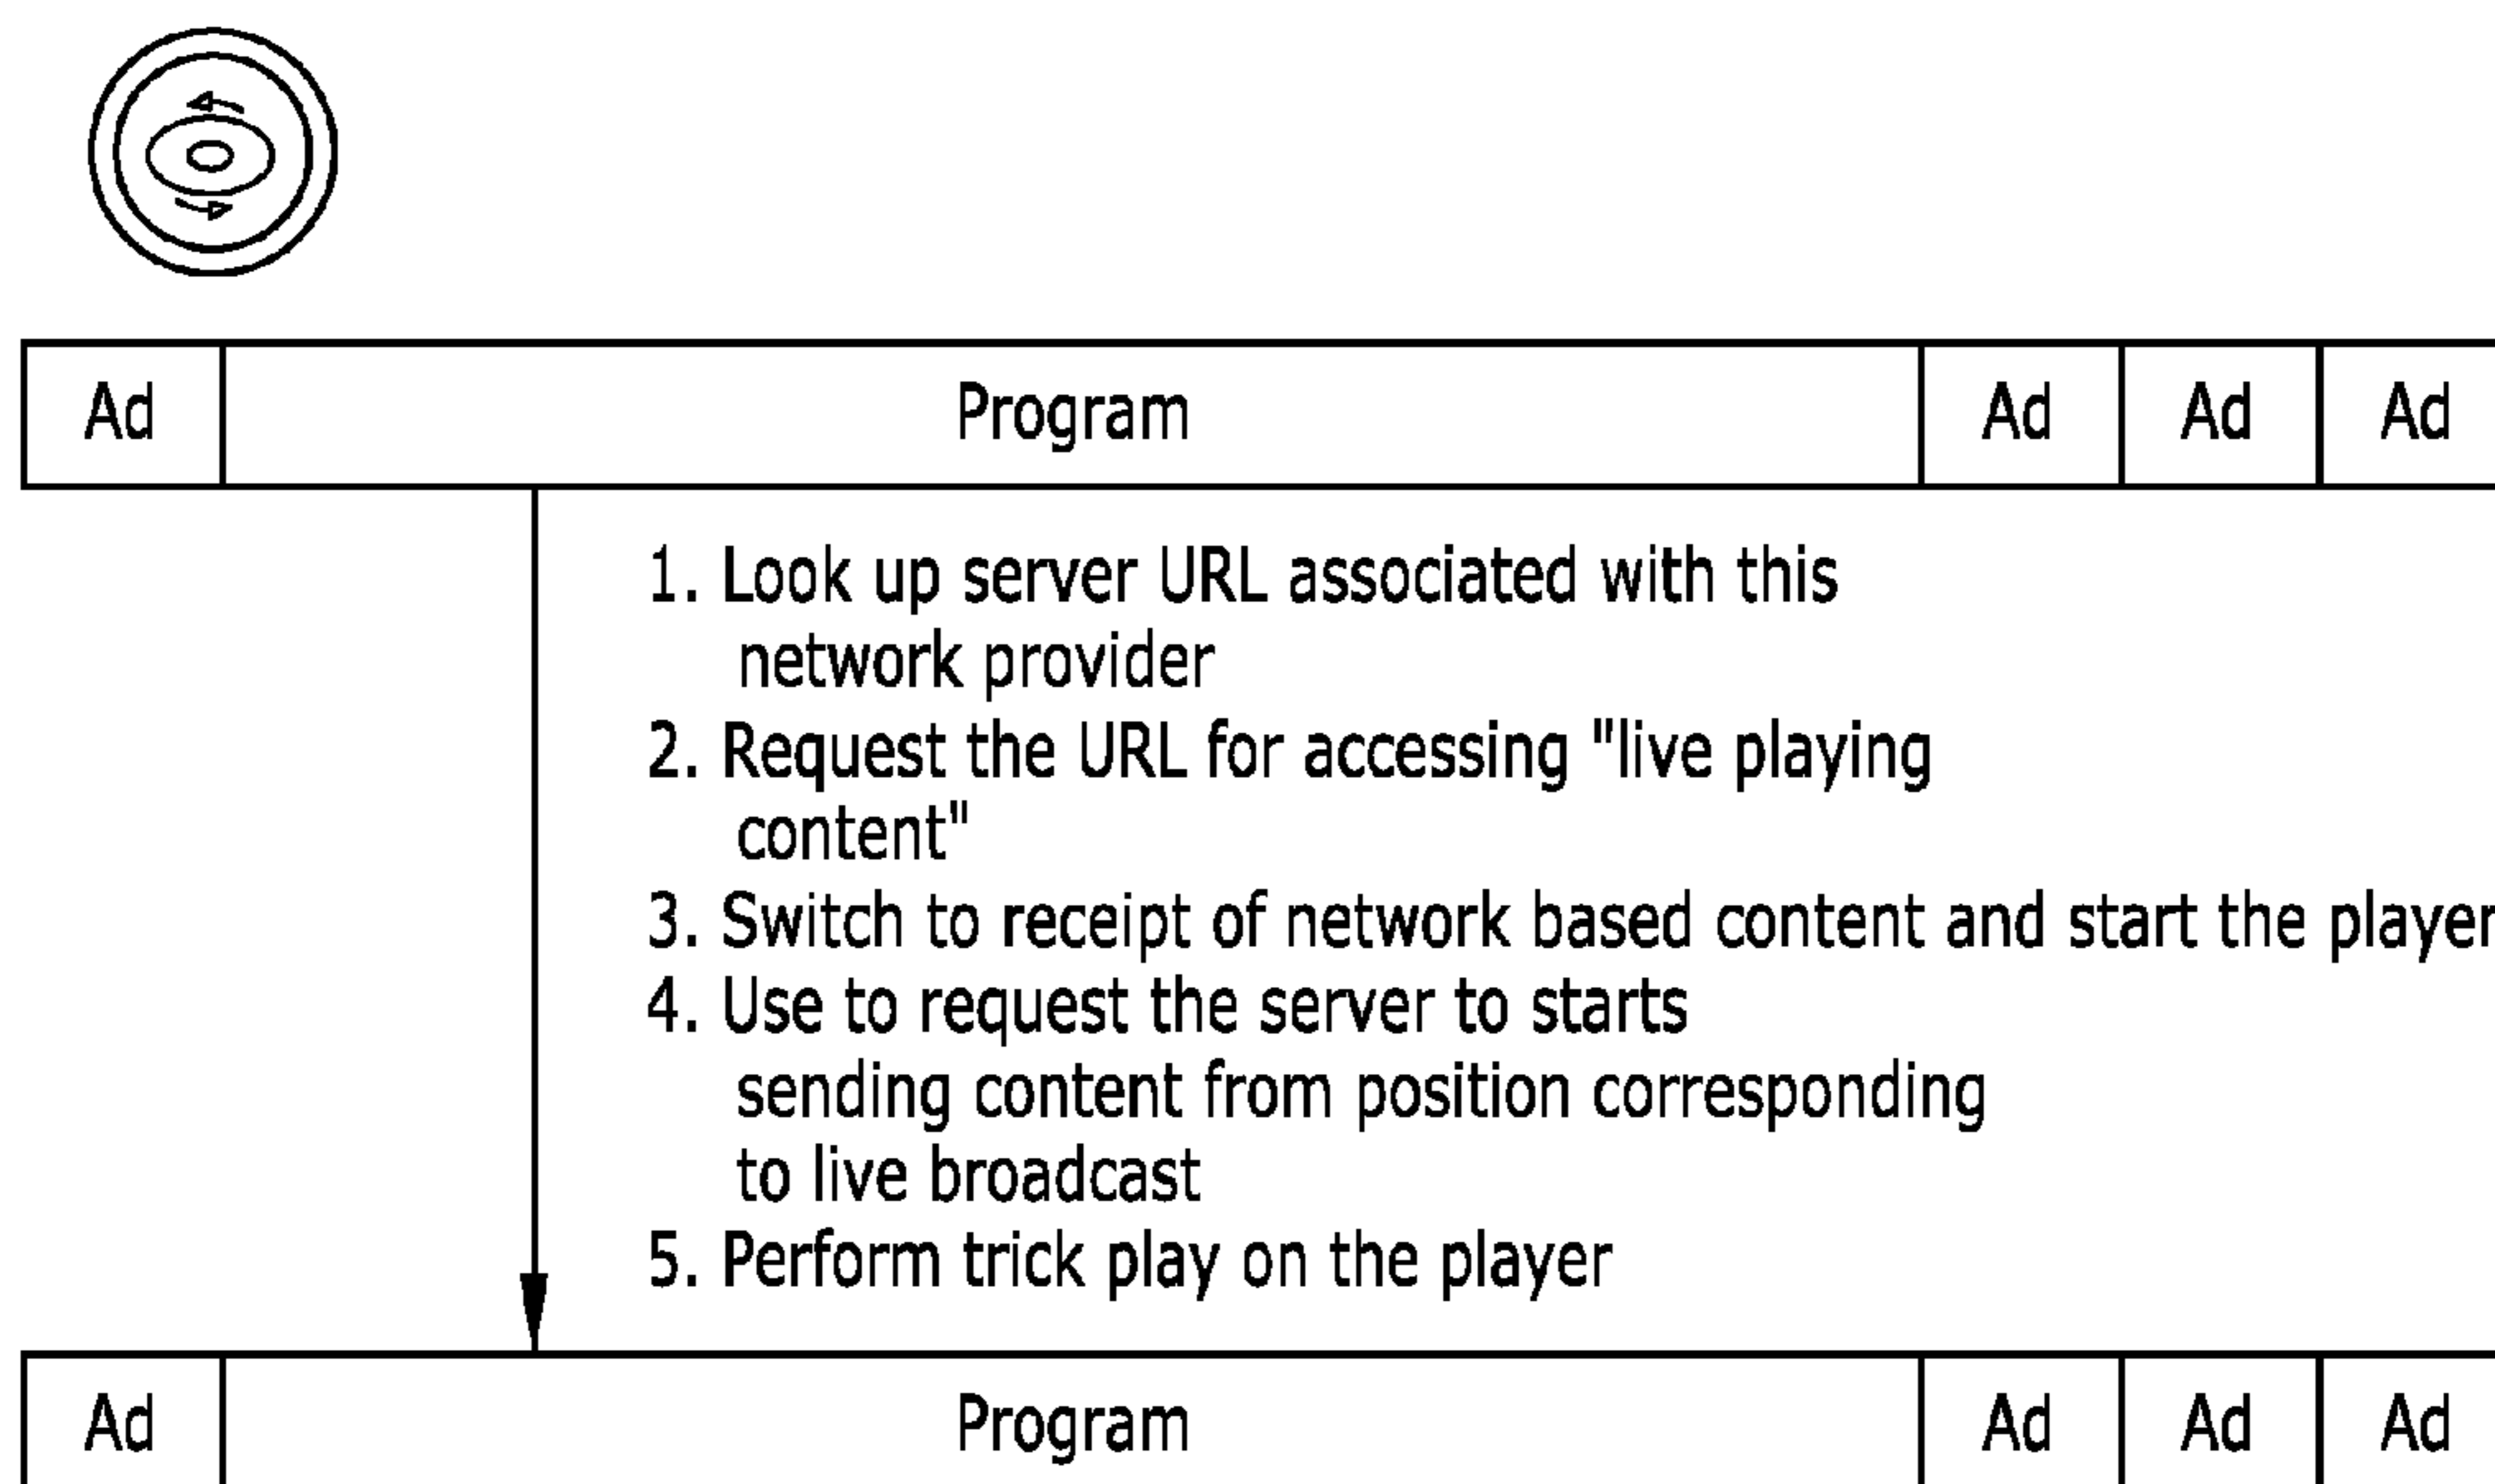 Ad Program Ad Ad Ad
1. Look up server URL associated with this
network provider
2. Request the URL for accessing "live playing
content"
3. Switch to receipt of network based content and start the player
4. Use to request the server to starts
sending content from position corresponding
to live broadcast
5. Perform trick play on the player
Ad Program Ad Ad Ad